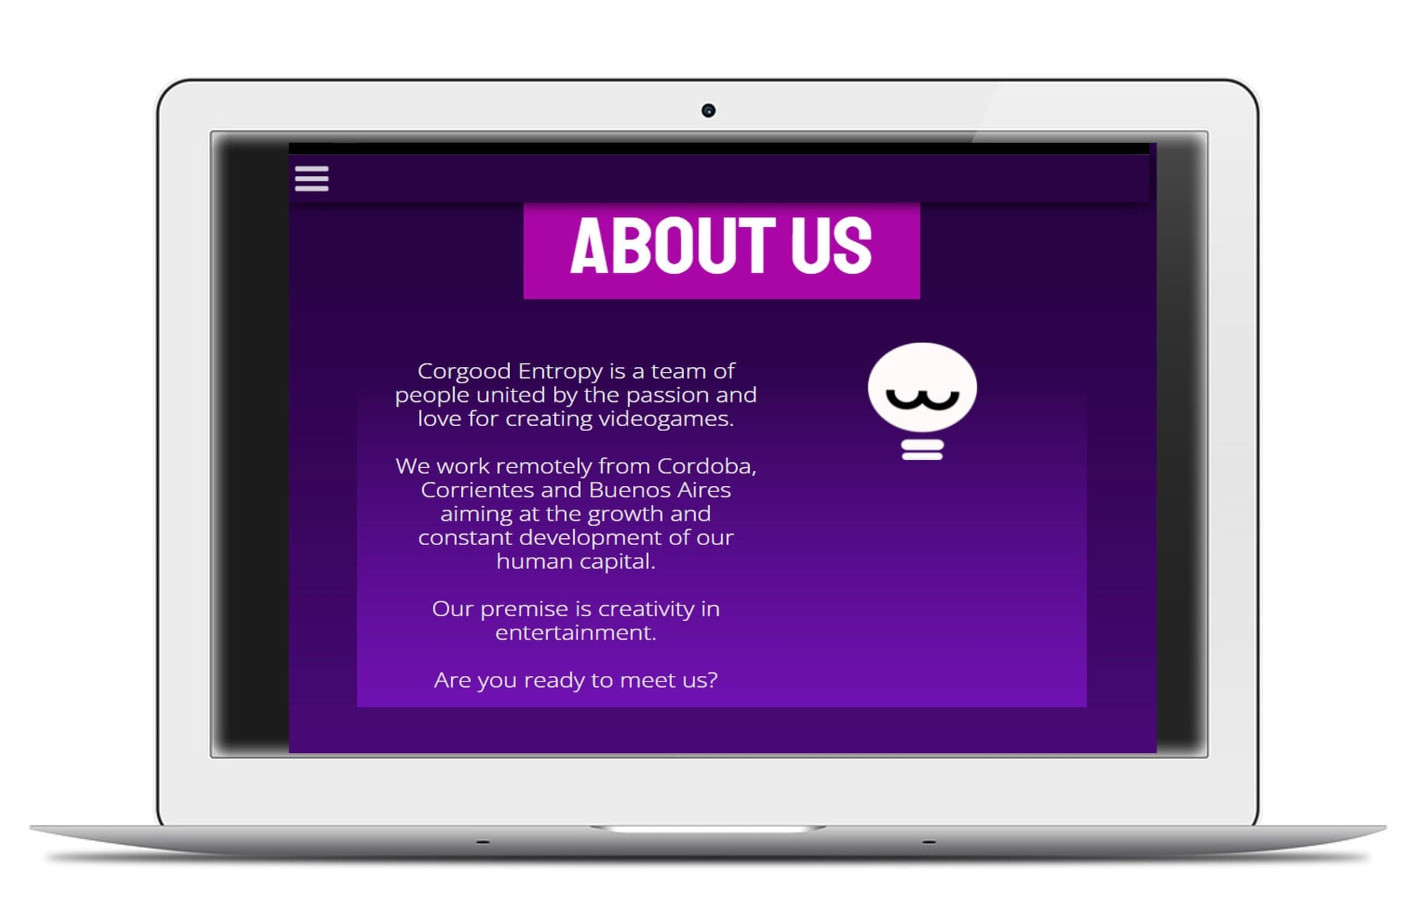 ABOUT US
Corgood Entropy is a team of
people united by the passion and
love for creating videogames.
We work remotely from Cordoba,
Corrientes and Buenos Aires
aiming at the growth and
constant development of our
human capital.
Our premise is creativity in
entertainment.
Are you ready to meet us?